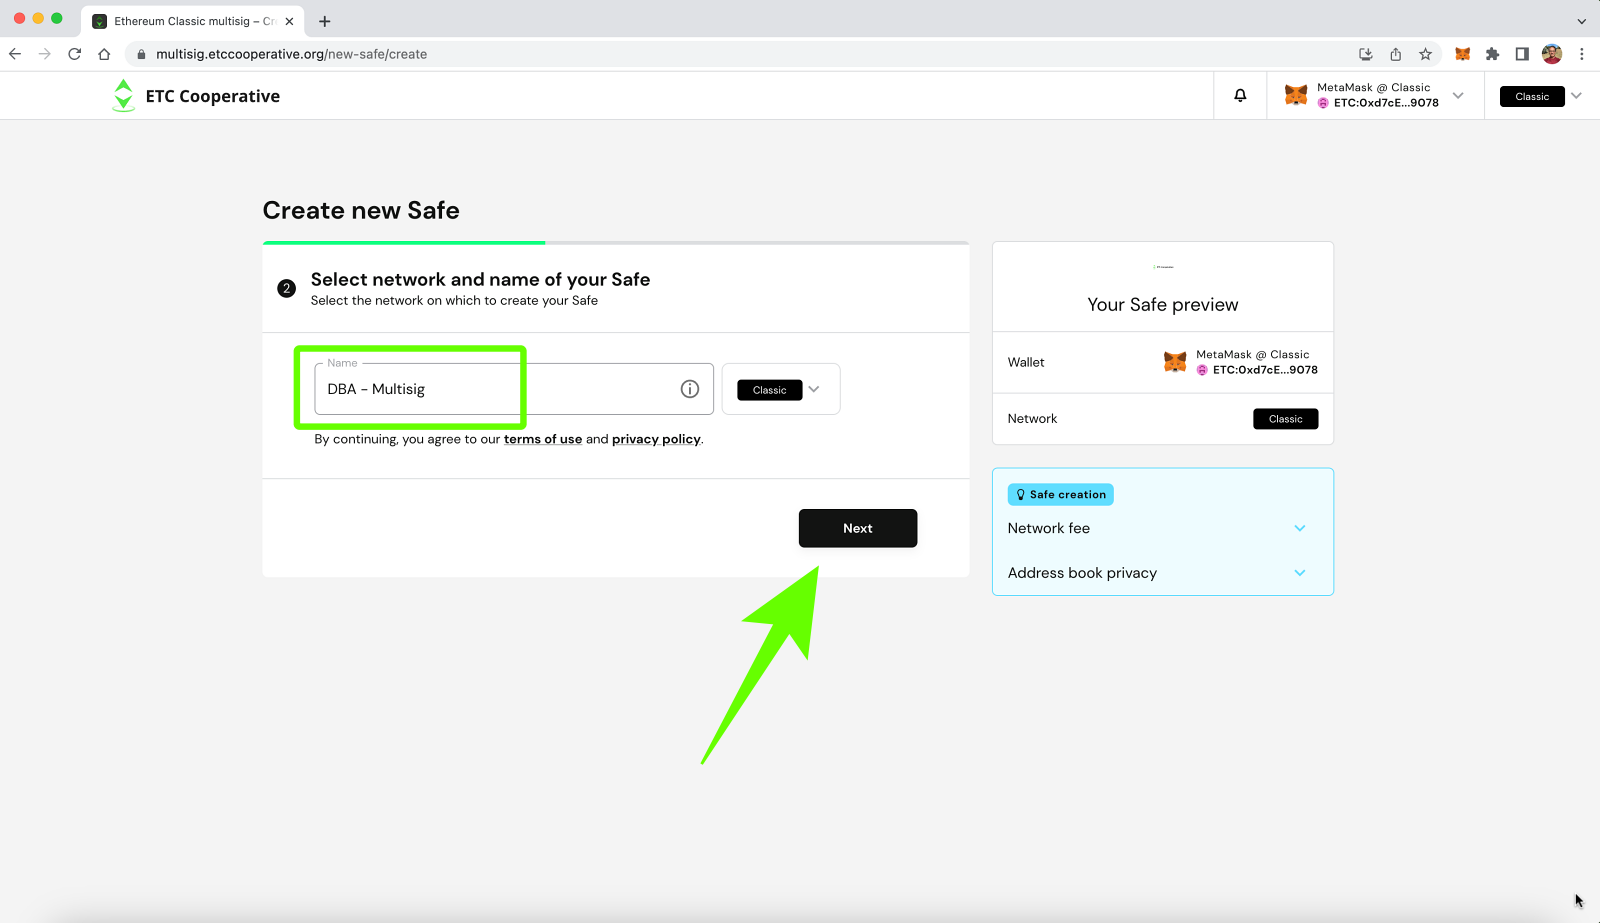 Ethereum Classic multisig – Cr
multisig.etccooperative.org/new-safe/create
ETC Cooperative
MetaMask @ Classic
ETC:0xd7cE...9078
Classic
Create new Safe
2
Select network and name of your Safe
Select the network on which to create your Safe
Name
DBA - Multisig
Classic
By continuing, you agree to our terms of use and privacy policy.
Next
Your Safe preview
Wallet
MetaMask @ Classic
ETC:0xd7cE...9078
Network
Classic
Safe creation
Network fee
Address book privacy